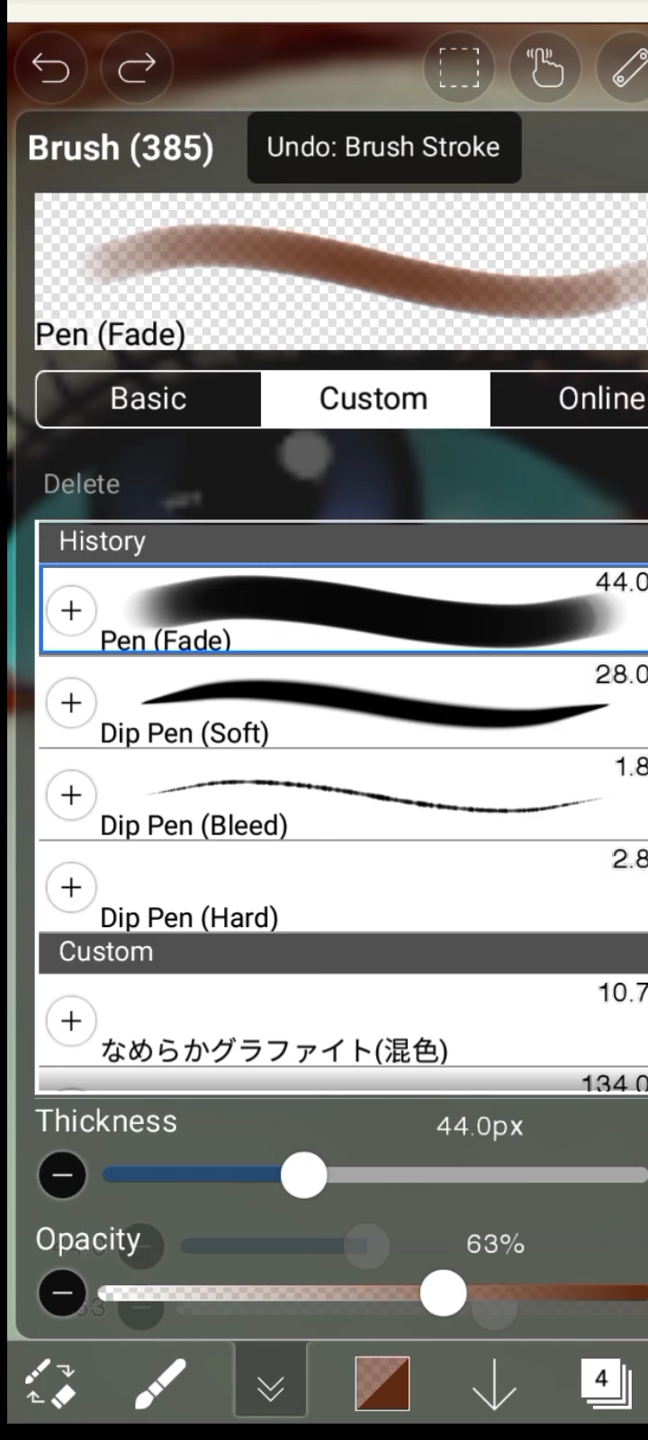 Brush (385)
Undo: Brush Stroke
Pen (Fade)
Basic
Custom
Online
Delete
History
44.0
Pen (Fade)
28.0
Dip Pen (Soft)
1.8
Dip Pen (Bleed)
2.8
Dip Pen (Hard)
Custom
10.7
なめらかグラファイト(混色)
134.0
Thickness
44.0px
Opacity
63%
4